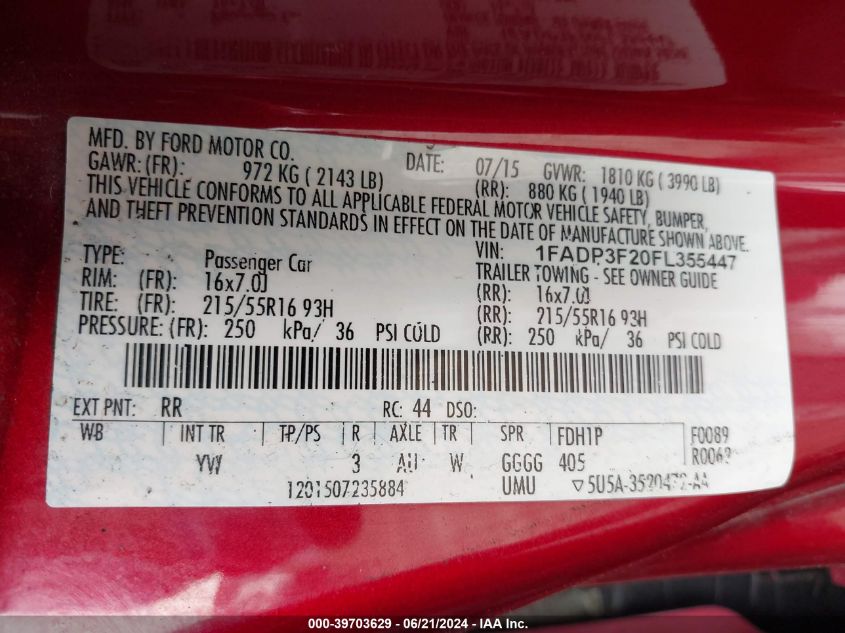 MFD. BY FORD MOTOR CO. DATE: 07/15 GVWR: 1810 KG ( 3990 LB)
GAWR: (FR): 972 KG ( 2143 LB) (RR): 880 KG ( 1940 LB)
THIS VEHICLE CONFORMS TO ALL APPLICABLE FEDERAL MOTOR VEHICLE SAFETY, BUMPER,
AND THEFT PREVENTION STANDARDS IN EFFECT ON THE DATE OF MANUFACTURE SHOWN ABOVE.
VIN: 1FADP3F20FL355447
TYPE: Passenger Car TRAILER TOWING - SEE OWNER GUIDE
RIM: (FR): 16x7.0J (RR): 16x7.0J
TIRE: (FR): 215/55R16 93H (RR): 215/55R16 93H
PRESSURE: (FR): 250 kPa/ 36 PSI COLD (RR): 250 kPa/ 36 PSI COLD
EXT PNT: RR RC: 44 DSO:
WB INT TR TP/PS R AXLE TR SPR FDH1P F0089
YW 3 AU W GGGG 405
1201507235884 UMU ▽5U5A-3520472-AA
000-39703629 - 06/21/2024 - IAA Inc.